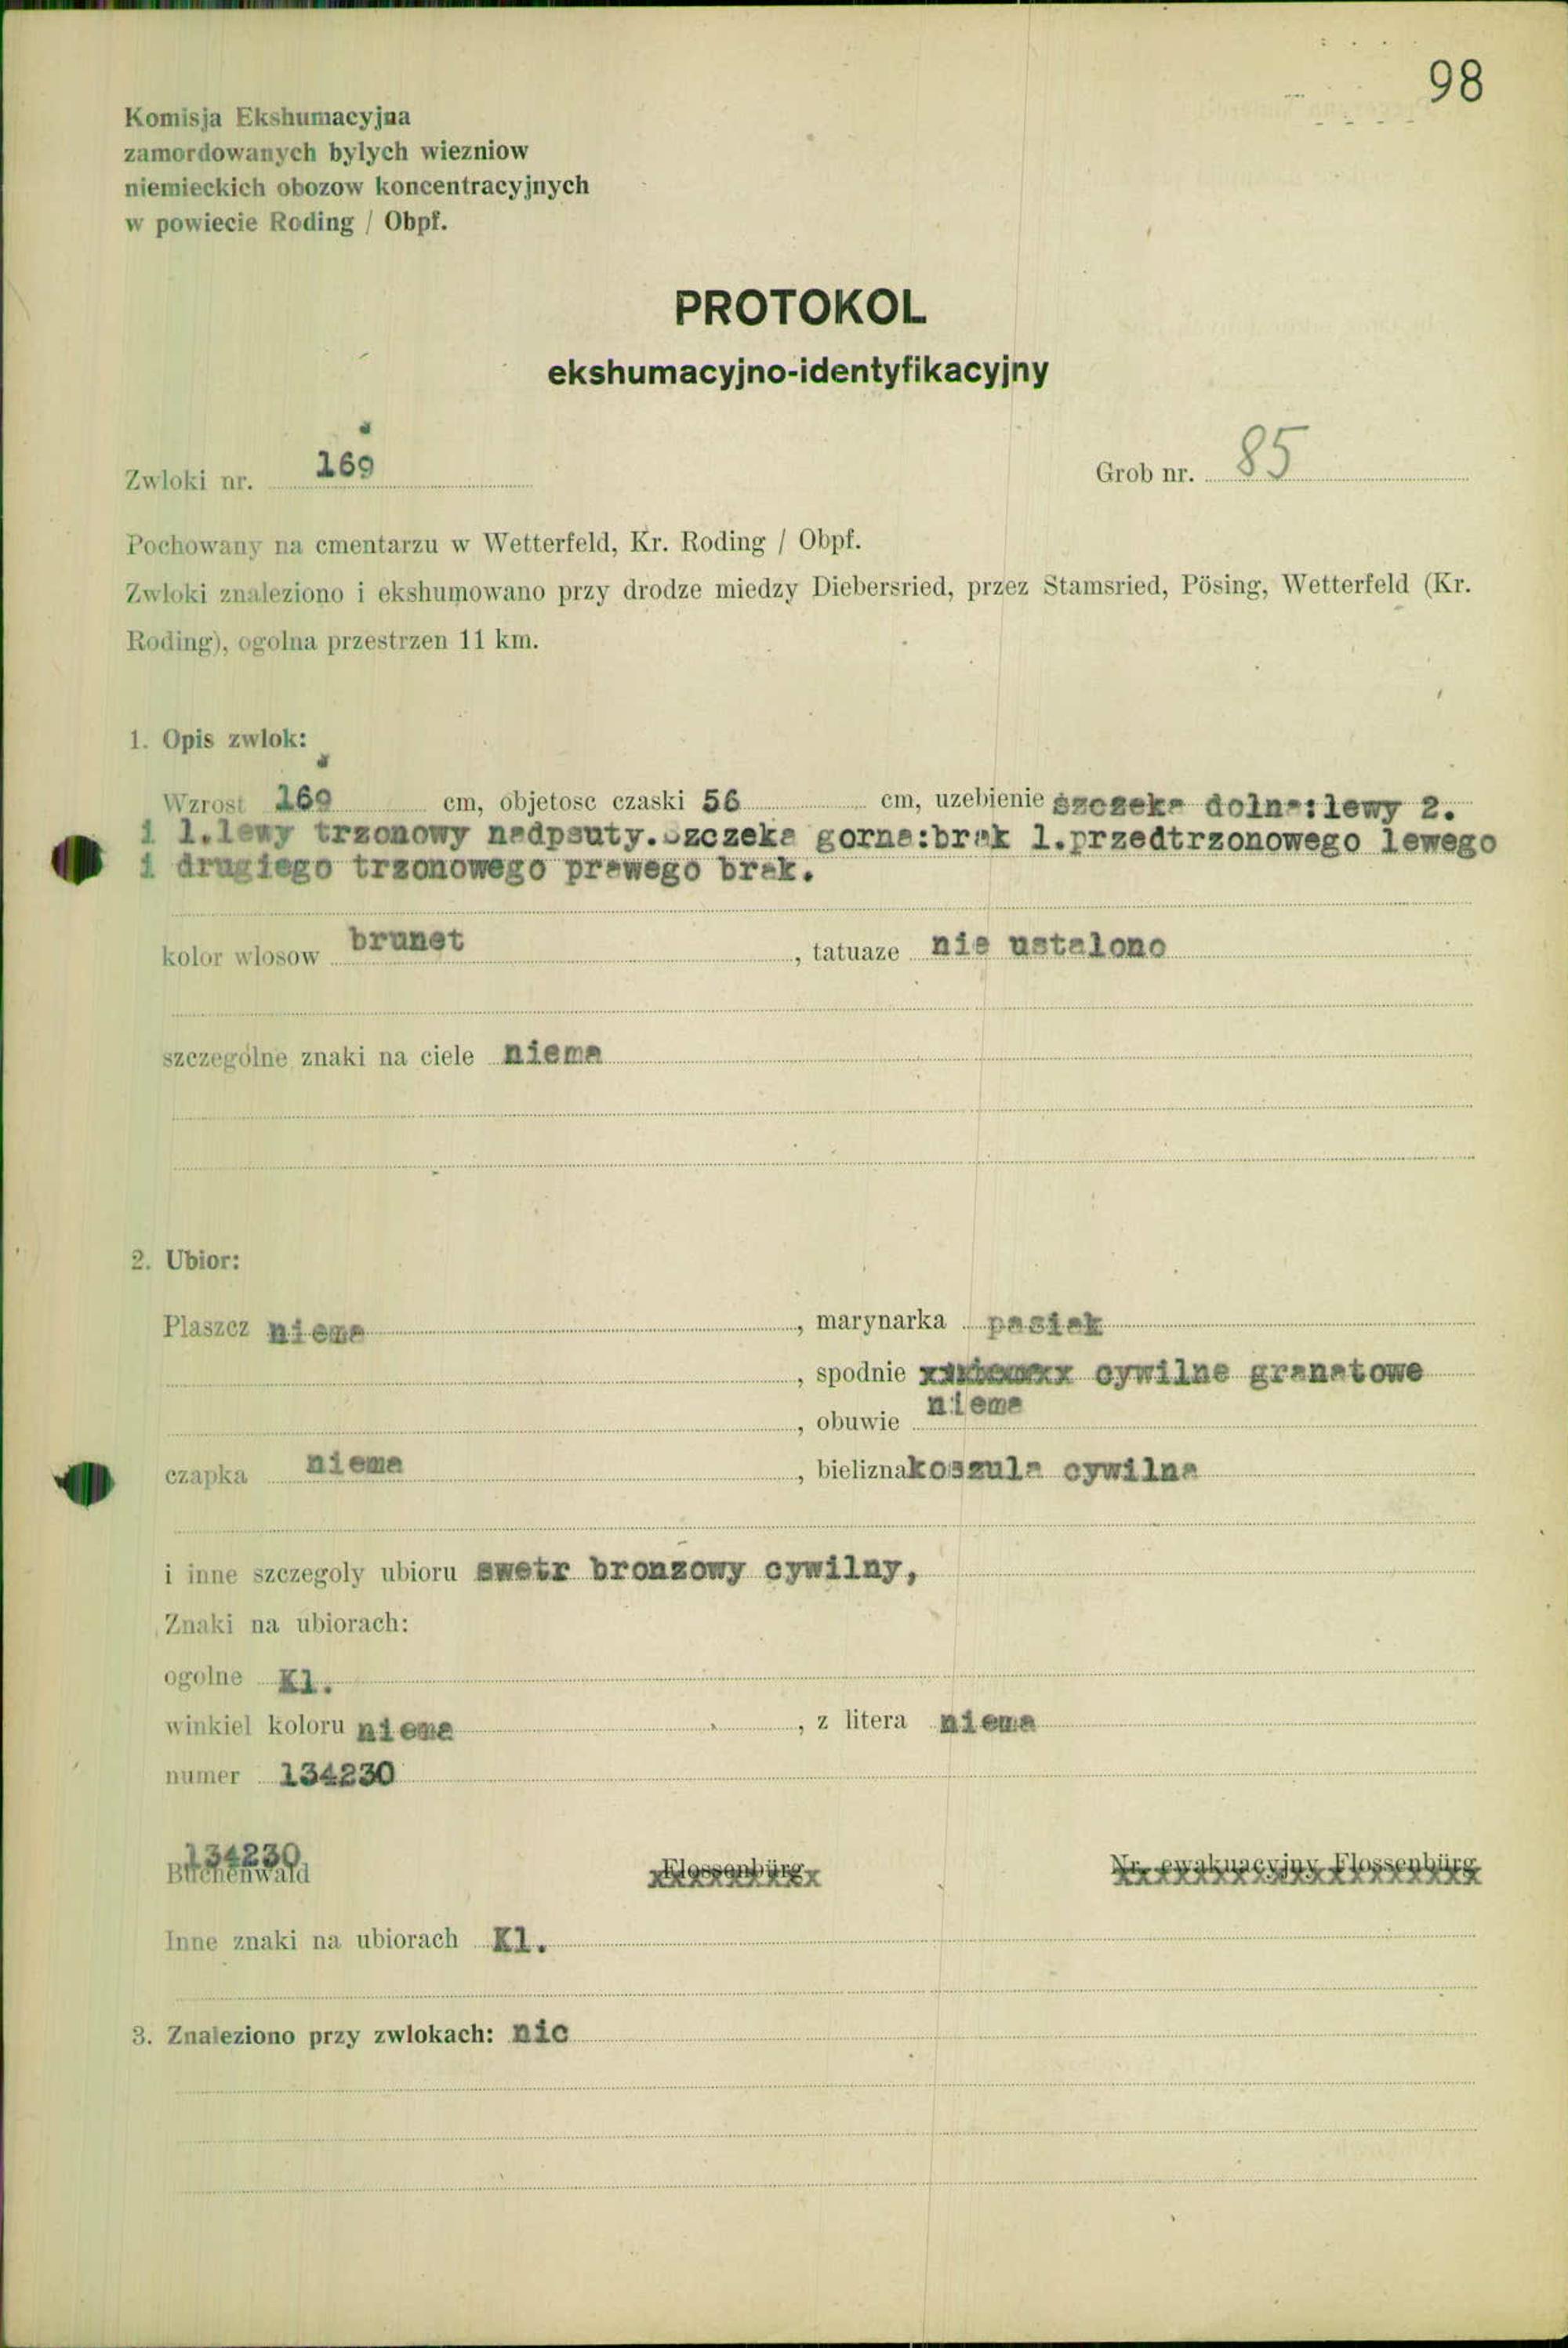 98
Komisja Ekshumacyjna
zamordowanych bylych wiezniow
niemieckich obozow koncentracyjnych
w powiecie Roding / Obpf.
PROTOKOL
ekshumacyjno-identyfikacyjny
Zwloki nr. 169 Grob nr. 85
Pochowany na cmentarzu w Wetterfeld, Kr. Roding / Obpf.
Zwloki znaleziono i ekshumowano przy drodze miedzy Diebersried, przez Stamsried, Pösing, Wetterfeld (Kr.
Roding), ogolna przestrzen 11 km.
1. Opis zwlok:
Wzrost 169 cm, objetosc czaski 56 cm, uzebienie szczeka dolna:lewy 2.
i 1.lewy trzonowy nadpsuty.Szczeka gorna:brak 1.przedtrzonowego lewego
i drugiego trzonowego prawego brak.
kolor wlosow brunet, tatuaze nie ustalono
szczególne znaki na ciele niema
2. Ubior:
Plaszcz niema, marynarka pasiak
, spodnie cywilne granatowe
, obuwie niema
czapka niema, bielizna koszula cywilna
i inne szczegoly ubioru swetr bronzowy cywilny,
Znaki na ubiorach:
ogolne Kl.
winkiel koloru niema, z litera niema
numer 134230
134230
Buchenwald Flossenbürg Nr. ewakuacyjny Flossenbürg
Inne znaki na ubiorach Kl.
3. Znaleziono przy zwlokach: nic